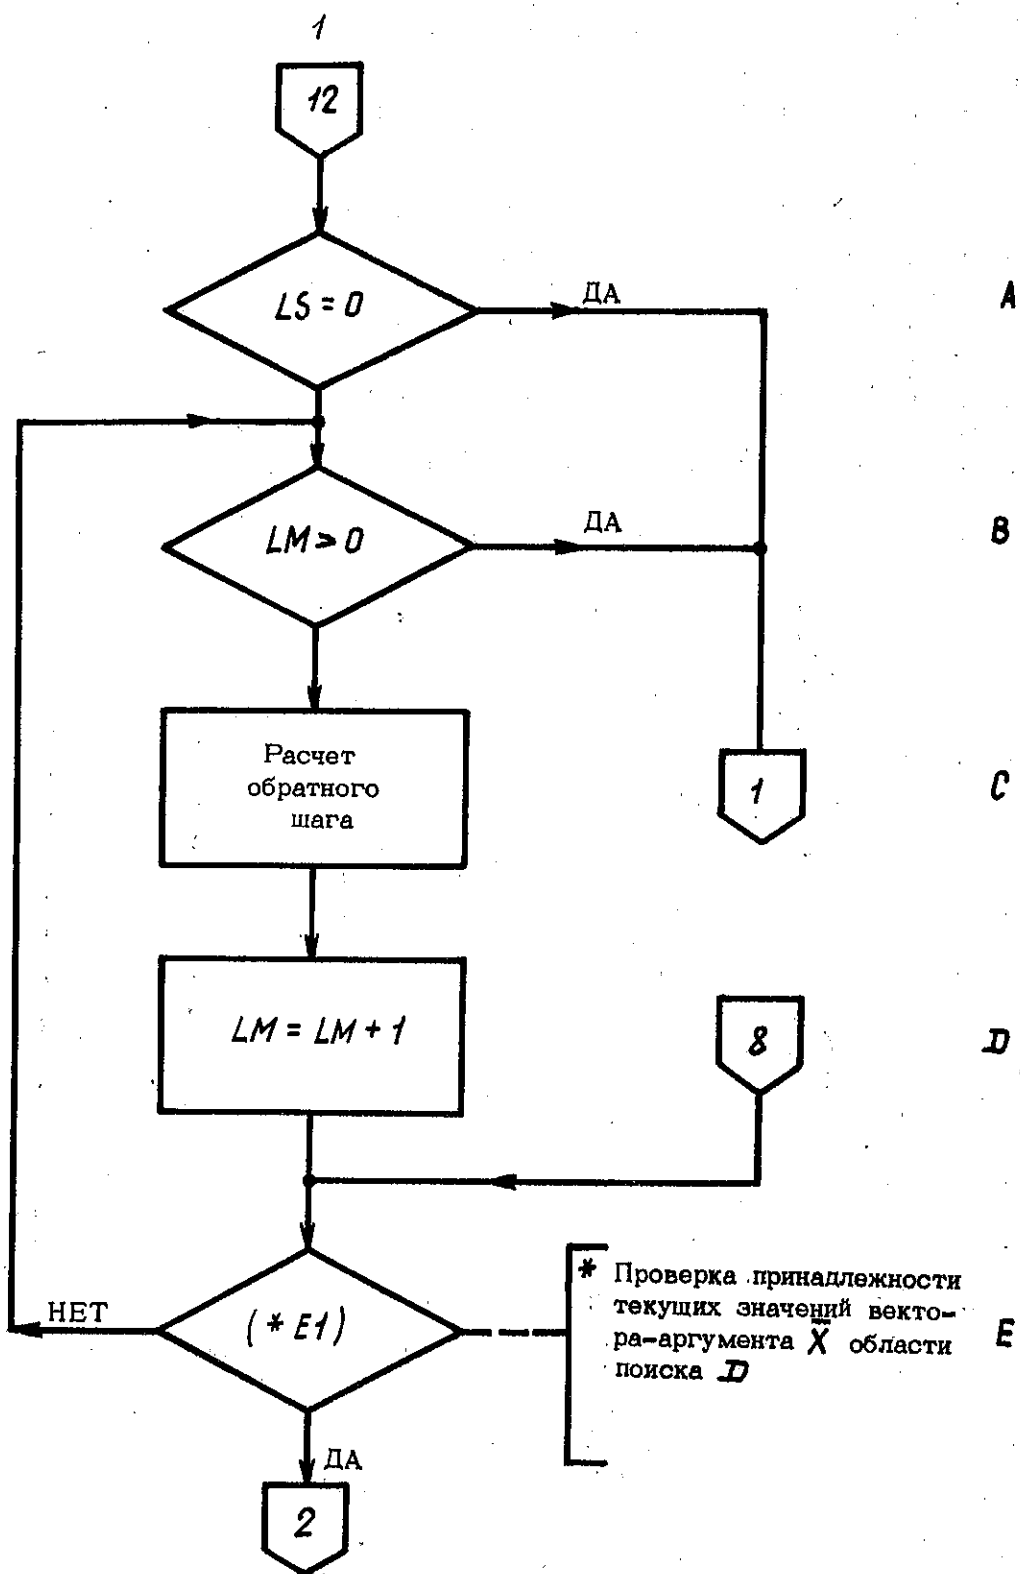 1
12
LS = 0
ДА
A
LM ≥ 0
ДА
B
Расчет
обратного
шага
1
C
LM = LM + 1
8
D
НЕТ
(* E1)
* Проверка принадлежности
текущих значений векто-
ра-аргумента X̅ области
поиска D
E
ДА
2